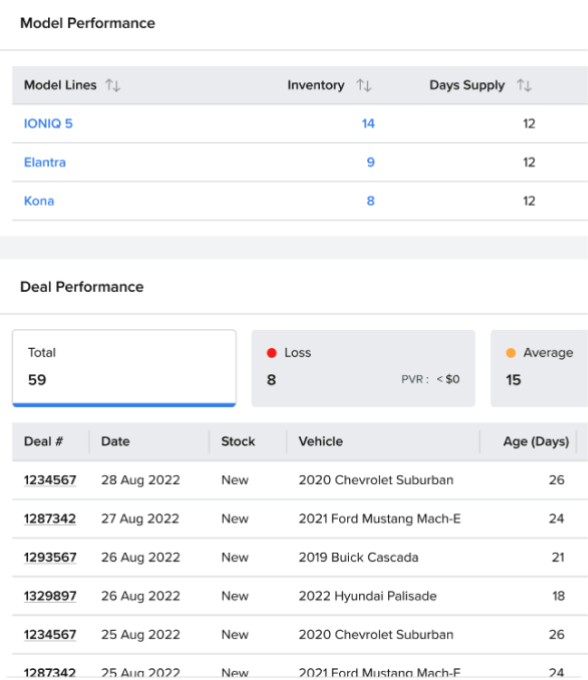 Model Performance
Model Lines Inventory Days Supply
IONIQ 5 14 12
Elantra 9 12
Kona 8 12
Deal Performance
Total Loss Average
59 8 PVR : < $0 15
Deal # Date Stock Vehicle Age (Days)
1234567 28 Aug 2022 New 2020 Chevrolet Suburban 26
1287342 27 Aug 2022 New 2021 Ford Mustang Mach-E 24
1293567 26 Aug 2022 New 2019 Buick Cascada 21
1329897 26 Aug 2022 New 2022 Hyundai Palisade 18
1234567 25 Aug 2022 New 2020 Chevrolet Suburban 26
1287342 25 Aug 2022 New 2021 Ford Mustang Mach-E 24